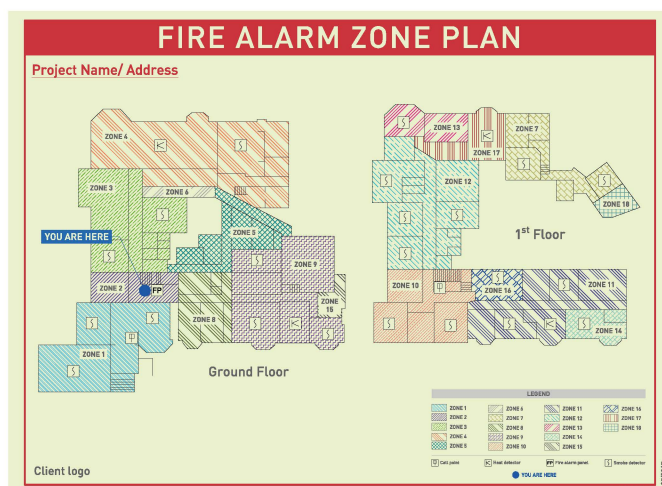 FIRE ALARM ZONE PLAN
Project Name/ Address
ZONE 4
ZONE 3
ZONE 6
YOU ARE HERE
ZONE 5
ZONE 9
ZONE 2
FP
ZONE 15
ZONE 8
ZONE 1
Ground Floor
ZONE 13
ZONE 7
ZONE 17
ZONE 12
ZONE 18
1st Floor
ZONE 10
ZONE 16
ZONE 11
ZONE 14
LEGEND
ZONE 1 ZONE 6 ZONE 11 ZONE 16
ZONE 2 ZONE 7 ZONE 12 ZONE 17
ZONE 3 ZONE 8 ZONE 13 ZONE 18
ZONE 4 ZONE 9 ZONE 14
ZONE 5 ZONE 10 ZONE 15
Call point Heat detector FP Fire alarm panel S Smoke detector
YOU ARE HERE
Client logo